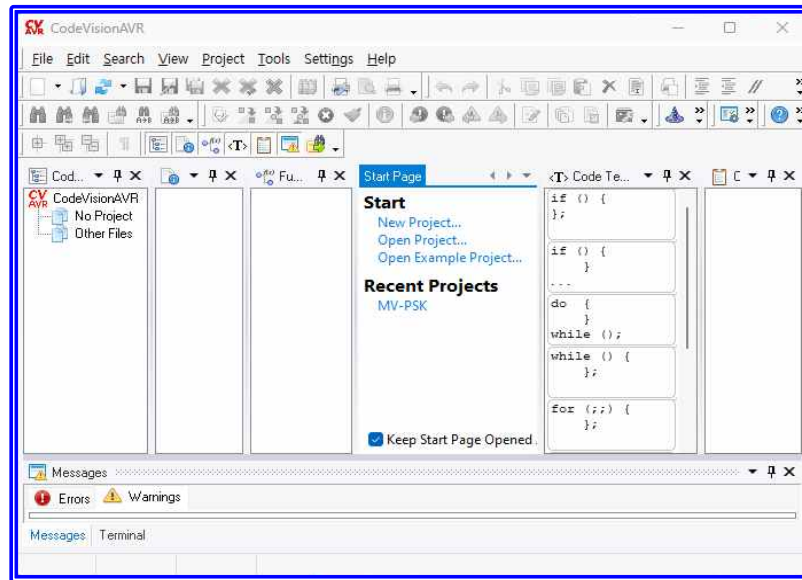 CodeVisionAVR
File Edit Search View Project Tools Settings Help
Cod...
Fu...
Start Page
<T> Code Te...
C
CodeVisionAVR
No Project
Other Files
Start
New Project...
Open Project...
Open Example Project...
Recent Projects
MV-PSK
Keep Start Page Opened
if () {
};
if () {
}
...
do {
}
while ();
while () {
};
for (;;) {
};
Messages
Errors Warnings
Messages Terminal